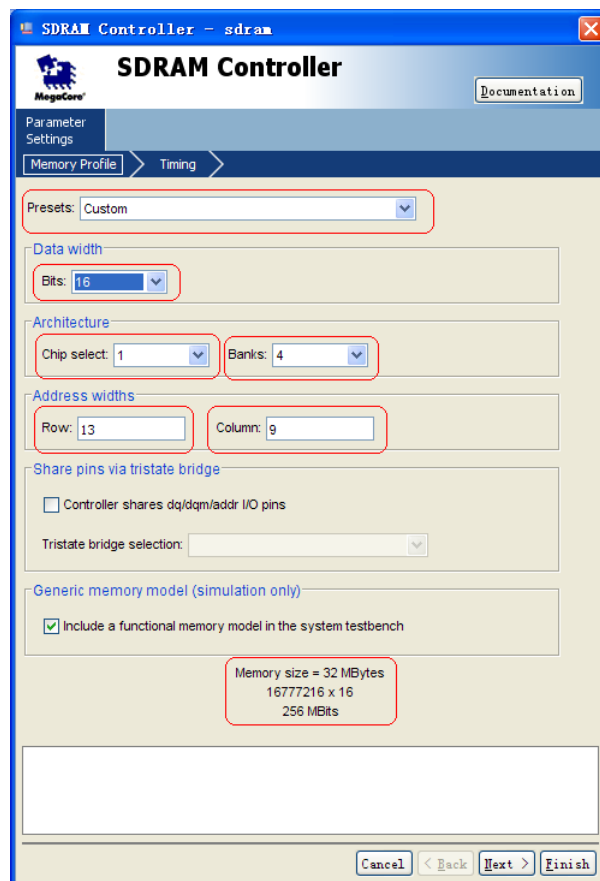 SDRAM Controller - sdram
SDRAM Controller
MegaCore®
Documentation
Parameter
Settings
Memory Profile
Timing
Presets: Custom
Data width
Bits: 16
Architecture
Chip select: 1 Banks: 4
Address widths
Row: 13 Column: 9
Share pins via tristate bridge
Controller shares dq/dqm/addr I/O pins
Tristate bridge selection:
Generic memory model (simulation only)
Include a functional memory model in the system testbench
Memory size = 32 MBytes
16777216 x 16
256 MBits
Cancel < Back Next > Finish